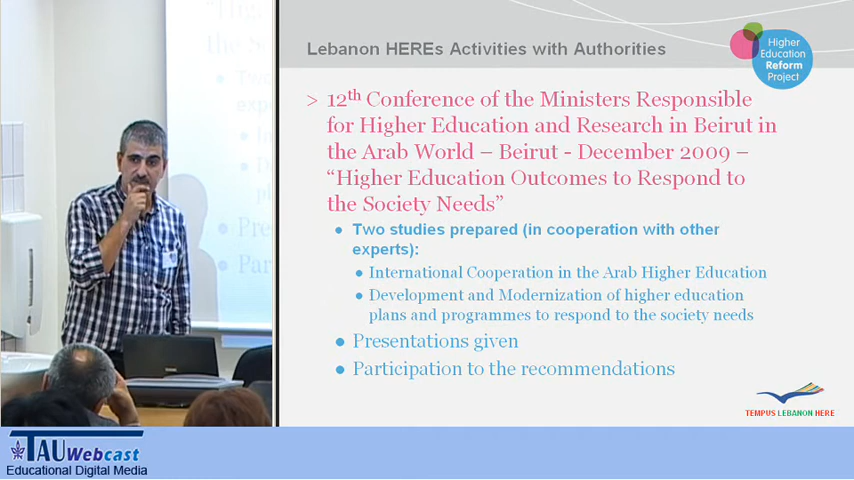 Lebanon HEREs Activities with Authorities
Higher
Education
Reform
Project
> 12th Conference of the Ministers Responsible
for Higher Education and Research in Beirut in
the Arab World – Beirut - December 2009 –
“Higher Education Outcomes to Respond to
the Society Needs”
• Two studies prepared (in cooperation with other
experts):
• International Cooperation in the Arab Higher Education
• Development and Modernization of higher education
plans and programmes to respond to the society needs
• Presentations given
• Participation to the recommendations
TEMPUS LEBANON HERE
TAU Webcast
Educational Digital Media